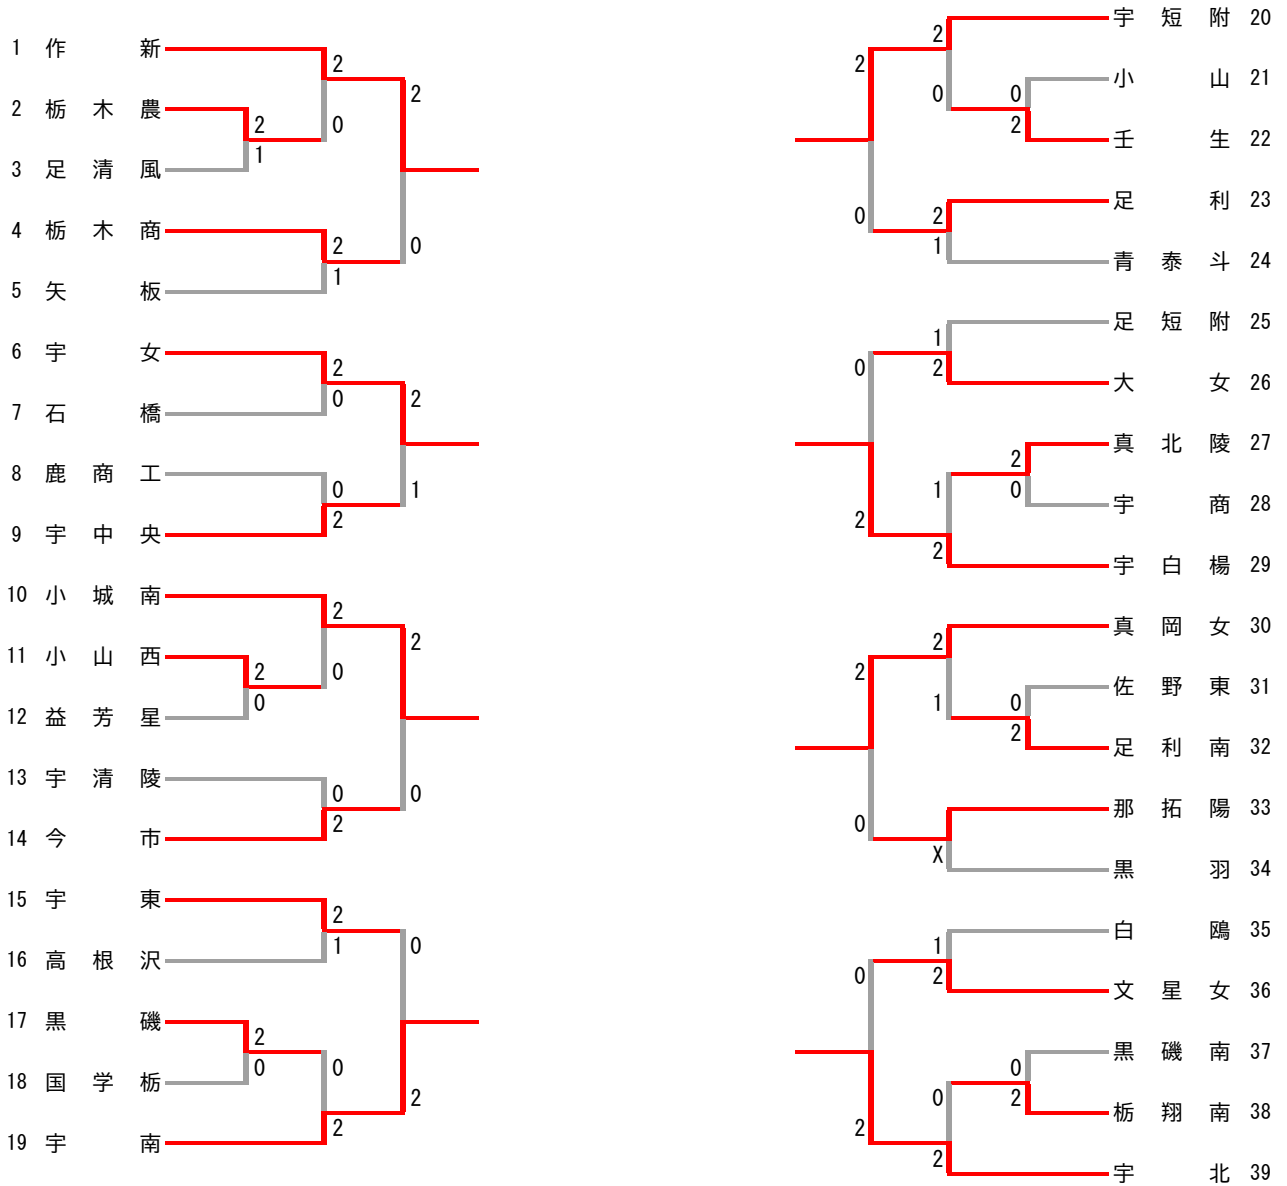 1 作 新
2 栃 木 農
3 足 清 風
4 栃 木 商
5 矢 板
6 宇 女
7 石 橋
8 鹿 商 工
9 宇 中 央
10 小 城 南
11 小 山 西
12 益 芳 星
13 宇 清 陵
14 今 市
15 宇 東
16 高 根 沢
17 黒 磯
18 国 学 栃
19 宇 南
2
0
2
1
2
2
1
0
2
0
2
0
2
1
2
0
2
0
2
0
2
0
2
0
2
1
0
2
0
0
2
2
宇 短 附 20
小 山 21
壬 生 22
足 利 23
青 泰 斗 24
足 短 附 25
大 女 26
真 北 陵 27
宇 商 28
宇 白 楊 29
真 岡 女 30
佐 野 東 31
足 利 南 32
那 拓 陽 33
黒 羽 34
白 鴎 35
文 星 女 36
黒 磯 南 37
栃 翔 南 38
宇 北 39
2
2
0
0
2
0
2
1
1
0
2
2
1
0
2
2
2
2
1
0
2
0
X
1
0
2
0
0
2
2
2